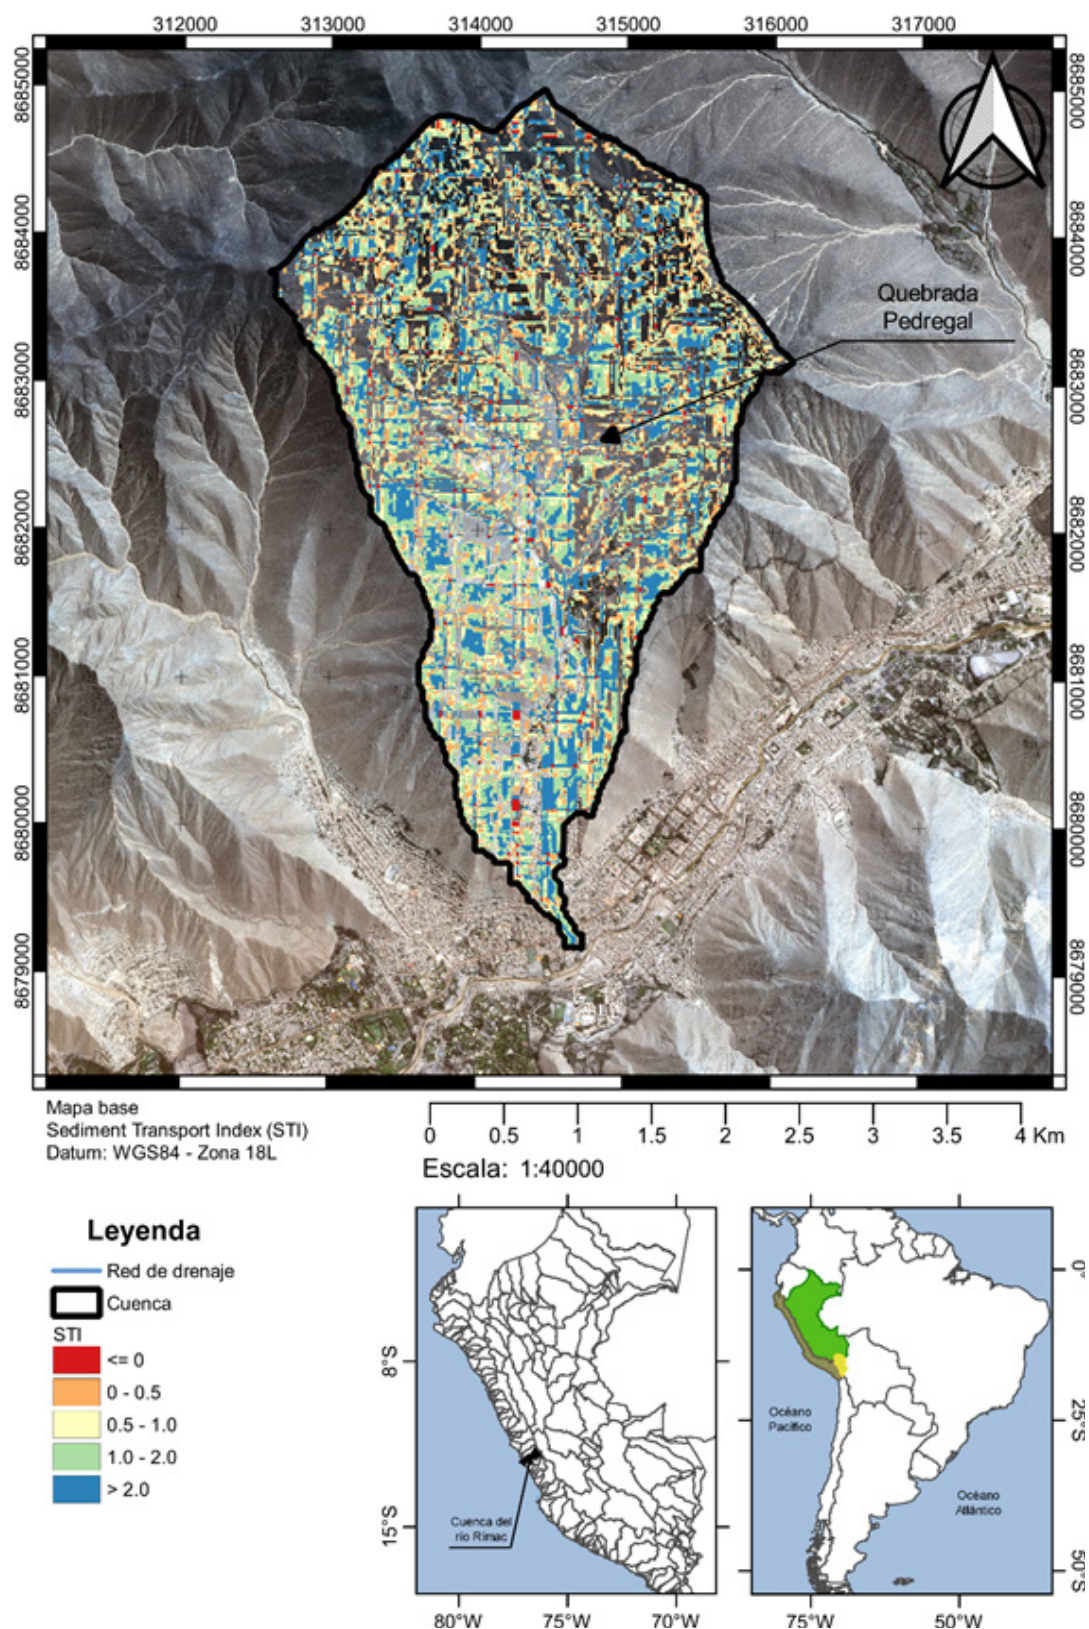 312000 313000 314000 315000 316000 317000
8685000 8685000
8684000 8684000
Quebrada
Pedregal
8683000 8683000
8682000 8682000
8681000 8681000
8680000 8680000
8679000 8679000
Mapa base
Sediment Transport Index (STI)
Datum: WGS84 - Zona 18L
0 0.5 1 1.5 2 2.5 3 3.5 4 Km
Escala: 1:40000
Leyenda
Red de drenaje
Cuenca
STI
<= 0
0 - 0.5
0.5 - 1.0
1.0 - 2.0
> 2.0
8°S
15°S
Cuenca del
río Rimac
80°W 75°W 70°W
0°
25°S
50°S
Océano
Pacífico
Océano
Atlántico
75°W 50°W